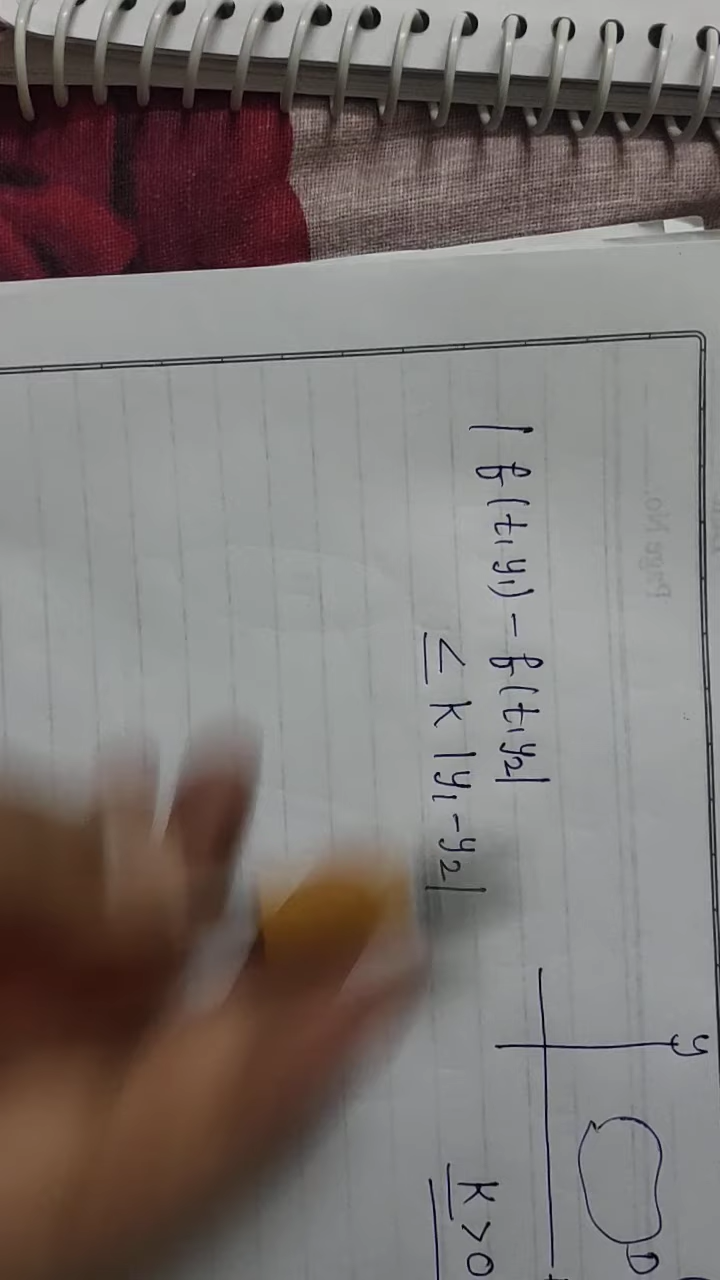 | f(t, y₁) - f(t, y₂|
≤ K |y₁ - y₂|
y
D
K > 0